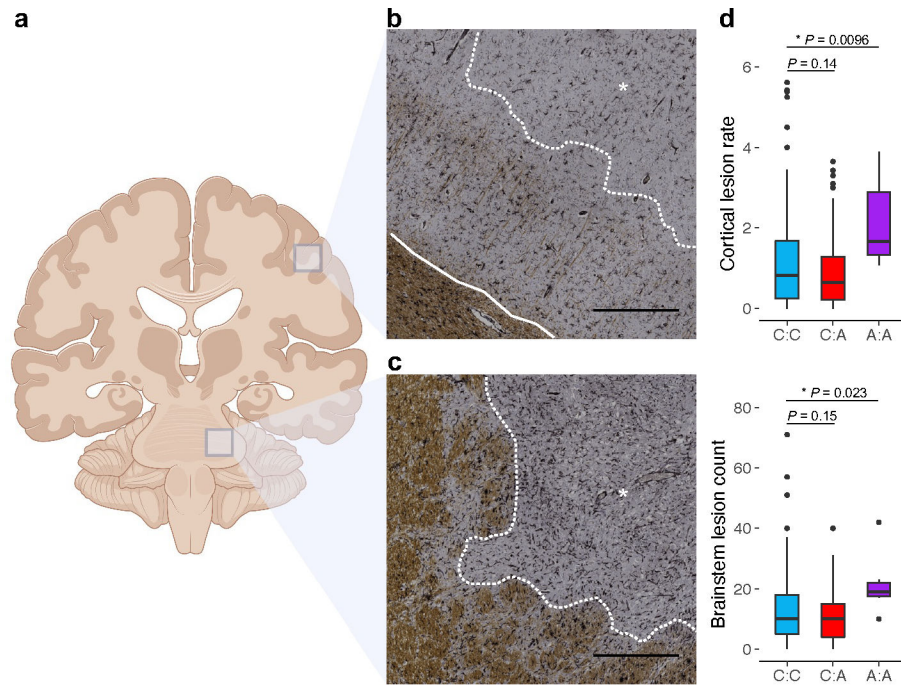 a
b
*
c
*
d
* P = 0.0096
P = 0.14
6
4
2
0
Cortical lesion rate
C:C C:A A:A
* P = 0.023
P = 0.15
80
60
40
20
0
Brainstem lesion count
C:C C:A A:A